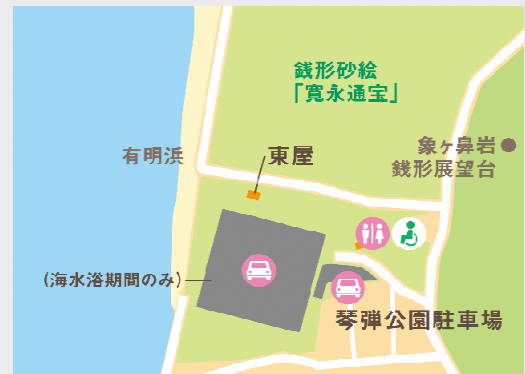 銭形砂絵
「寛永通宝」
象ヶ鼻岩
銭形展望台
有明浜
東屋
(海水浴期間のみ)
琴弾公園駐車場